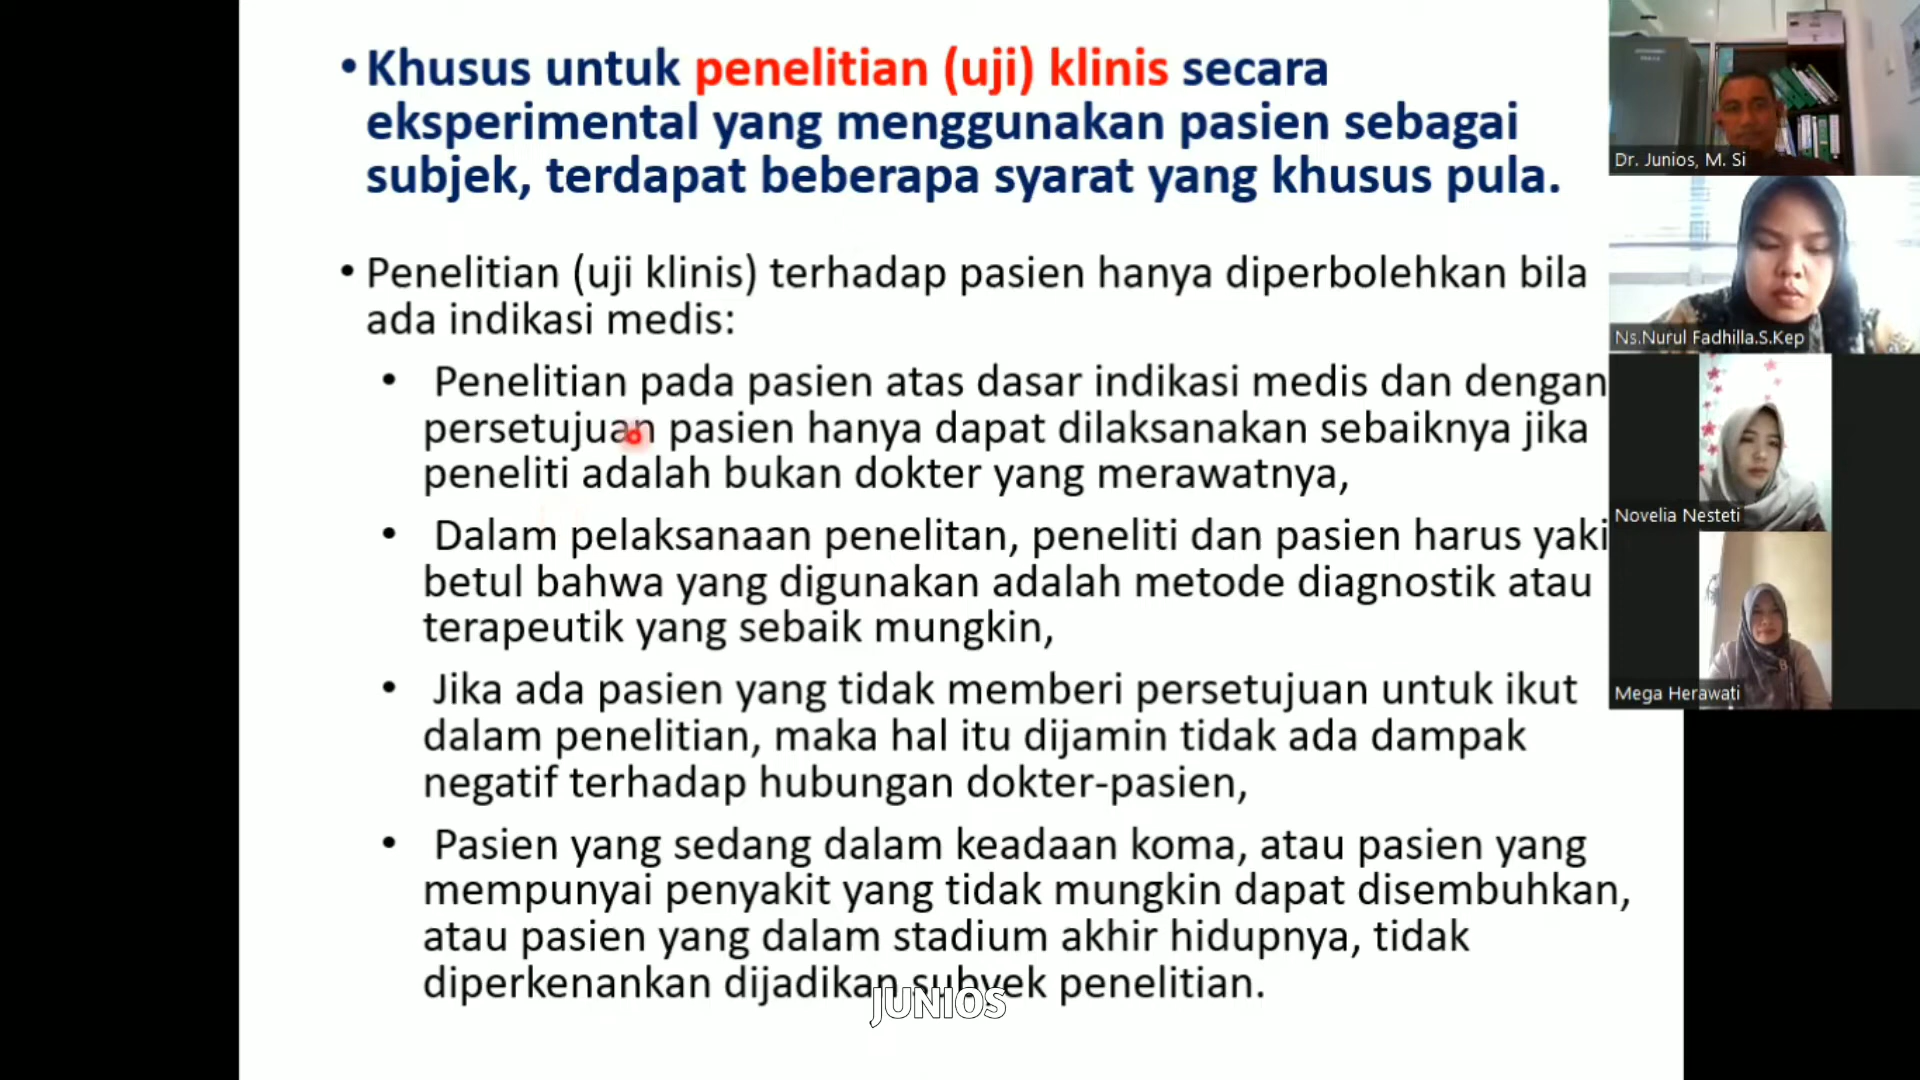 • Khusus untuk penelitian (uji) klinis secara
eksperimental yang menggunakan pasien sebagai
subjek, terdapat beberapa syarat yang khusus pula.
• Penelitian (uji klinis) terhadap pasien hanya diperbolehkan bila
ada indikasi medis:
• Penelitian pada pasien atas dasar indikasi medis dan dengan
persetujuan pasien hanya dapat dilaksanakan sebaiknya jika
peneliti adalah bukan dokter yang merawatnya,
• Dalam pelaksanaan penelitan, peneliti dan pasien harus yaki
betul bahwa yang digunakan adalah metode diagnostik atau
terapeutik yang sebaik mungkin,
• Jika ada pasien yang tidak memberi persetujuan untuk ikut
dalam penelitian, maka hal itu dijamin tidak ada dampak
negatif terhadap hubungan dokter-pasien,
• Pasien yang sedang dalam keadaan koma, atau pasien yang
mempunyai penyakit yang tidak mungkin dapat disembuhkan,
atau pasien yang dalam stadium akhir hidupnya, tidak
diperkenankan dijadikan subyek penelitian.
JUNIOS
Dr. Junios, M. Si
Ns.Nurul Fadhilla.S.Kep
Novelia Nesteti
Mega Herawati